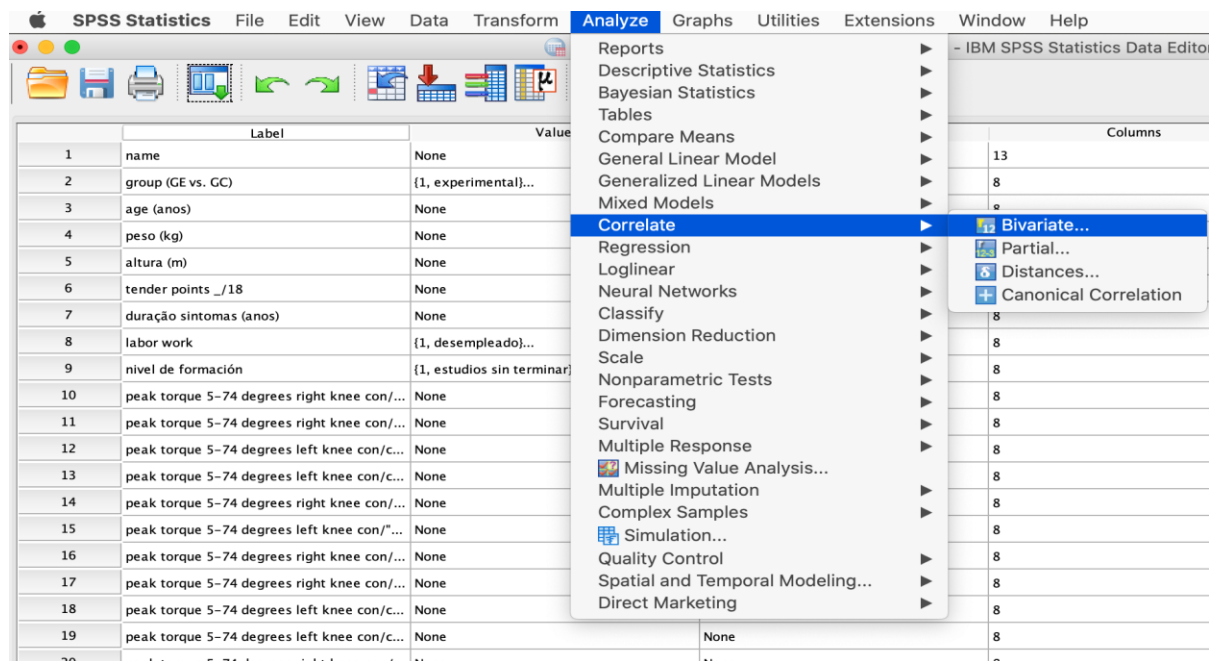 SPSS Statistics File Edit View Data Transform Analyze Graphs Utilities Extensions Window Help
- IBM SPSS Statistics Data Editor
Reports
Descriptive Statistics
Bayesian Statistics
Tables
Compare Means
General Linear Model
Generalized Linear Models
Mixed Models
Correlate
Regression
Loglinear
Neural Networks
Classify
Dimension Reduction
Scale
Nonparametric Tests
Forecasting
Survival
Multiple Response
Missing Value Analysis...
Multiple Imputation
Complex Samples
Simulation...
Quality Control
Spatial and Temporal Modeling...
Direct Marketing
Bivariate...
Partial...
Distances...
Canonical Correlation
Label Value Columns
1 name None 13
2 group (GE vs. GC) {1, experimental}... 8
3 age (anos) None 8
4 peso (kg) None
5 altura (m) None
6 tender points _/18 None
7 duração sintomas (anos) None 8
8 labor work {1, desempleado}... 8
9 nivel de formación {1, estudios sin terminar} 8
10 peak torque 5-74 degrees right knee con/... None 8
11 peak torque 5-74 degrees right knee con/... None 8
12 peak torque 5-74 degrees left knee con/c... None 8
13 peak torque 5-74 degrees left knee con/c... None 8
14 peak torque 5-74 degrees right knee con/... None 8
15 peak torque 5-74 degrees left knee con/"... None 8
16 peak torque 5-74 degrees right knee con/... None 8
17 peak torque 5-74 degrees right knee con/... None 8
18 peak torque 5-74 degrees left knee con/c... None 8
19 peak torque 5-74 degrees left knee con/c... None None 8